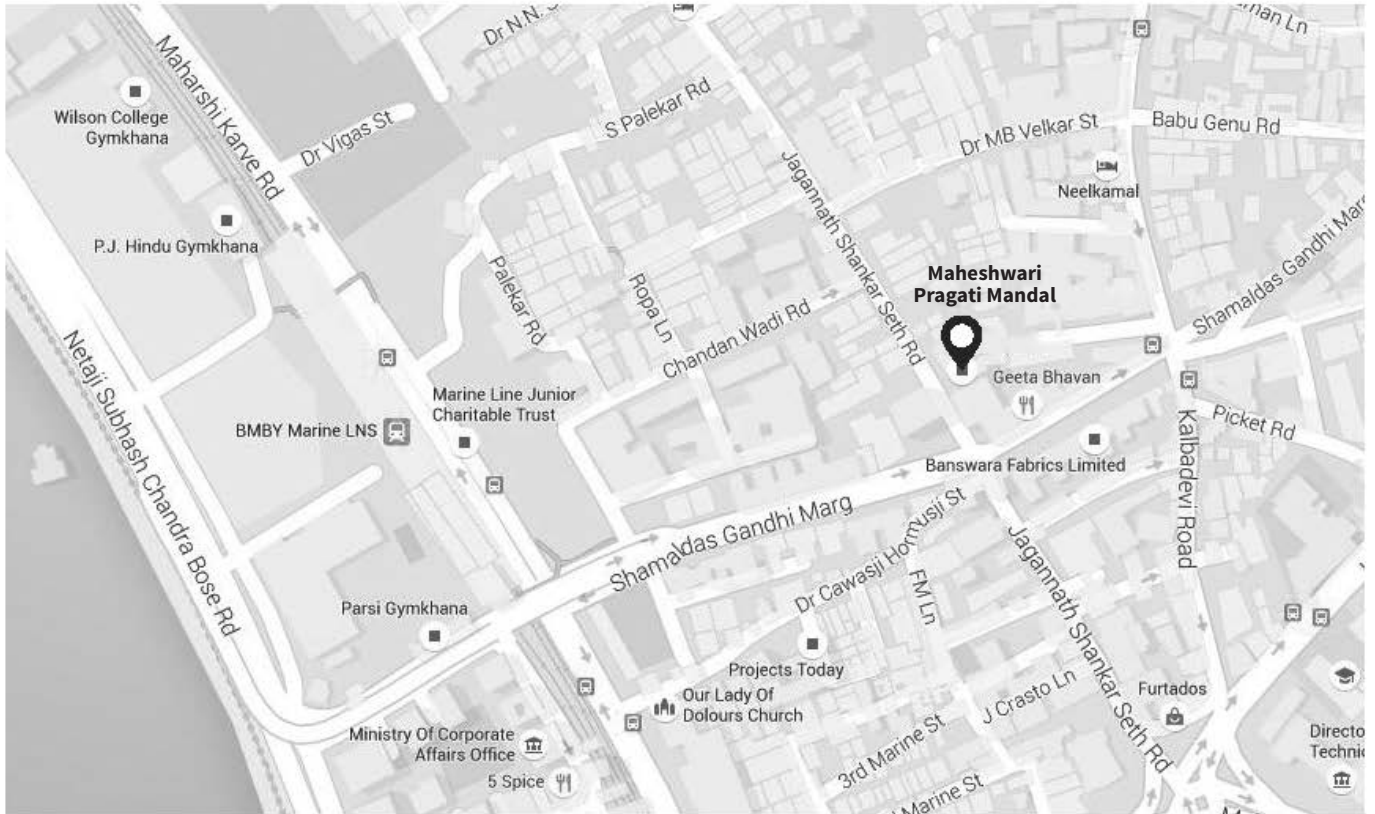 Dr N.N. S
man Ln
Maharshi Karve Rd
Wilson College
Gymkhana
Dr Vigas St
S Palekar Rd
Dr MB Velkar St
Babu Genu Rd
Neelkamal
P.J. Hindu Gymkhana
Jagannath Shankar Seth Rd
Shamaldas Gandhi Marg
Palekar Rd
Ropa Ln
Maheshwari
Pragati Mandal
Chandan Wadi Rd
Netaji Subhash Chandra Bose Rd
Geeta Bhavan
Marine Line Junior
Charitable Trust
BMBY Marine LNS
Picket Rd
Kalbadevi Road
Banswara Fabrics Limited
Shamaldas Gandhi Marg
Dr Cawasji Hormusji St
FM Ln
Jagannath Shankar Seth Rd
Parsi Gymkhana
Projects Today
Our Lady Of
Dolours Church
J Crasto Ln
Furtados
3rd Marine St
Ministry Of Corporate
Affairs Office
5 Spice
Directo
Technic
Marine St